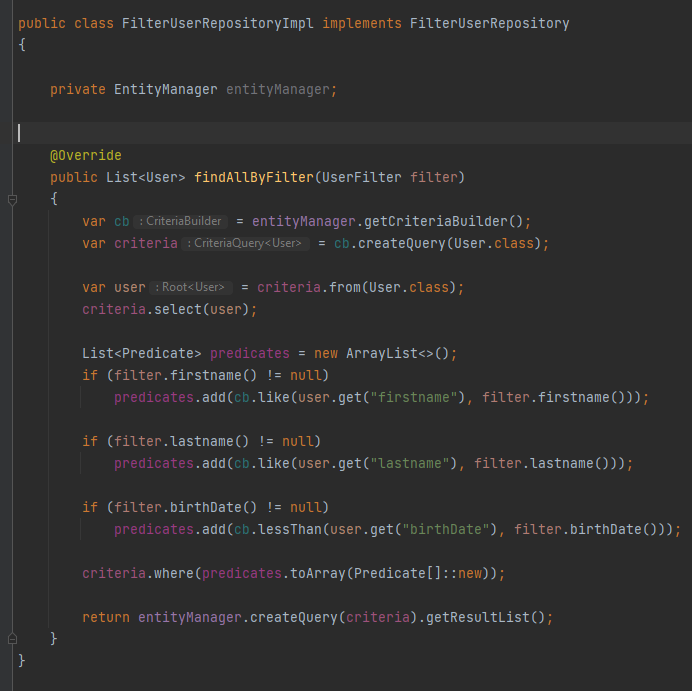 public class FilterUserRepositoryImpl implements FilterUserRepository
{
private EntityManager entityManager;
@Override
public List<User> findAllByFilter(UserFilter filter)
{
var cb : CriteriaBuilder = entityManager.getCriteriaBuilder();
var criteria : CriteriaQuery<User> = cb.createQuery(User.class);
var user : Root<User> = criteria.from(User.class);
criteria.select(user);
List<Predicate> predicates = new ArrayList<>();
if (filter.firstname() != null)
predicates.add(cb.like(user.get("firstname"), filter.firstname()));
if (filter.lastname() != null)
predicates.add(cb.like(user.get("lastname"), filter.lastname()));
if (filter.birthDate() != null)
predicates.add(cb.lessThan(user.get("birthDate"), filter.birthDate()));
criteria.where(predicates.toArray(Predicate[]::new));
return entityManager.createQuery(criteria).getResultList();
}
}